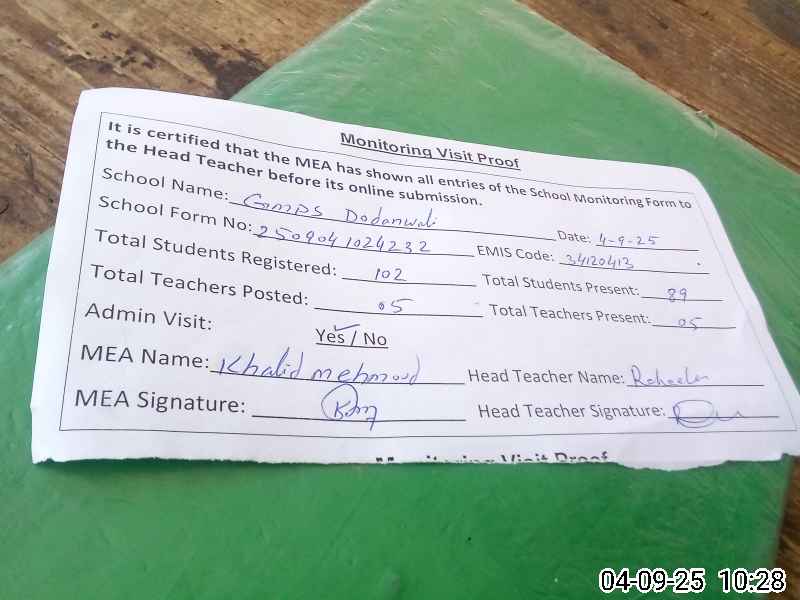 Monitoring Visit Proof
It is certified that the MEA has shown all entries of the School Monitoring Form to
the Head Teacher before its online submission.
School Name: GGMPS Dodanwali Date: 4-9-25
School Form No: 2509041024232 EMIS Code: 34120413
Total Students Registered: 102 Total Students Present: 89
Total Teachers Posted: 05 Total Teachers Present: 05
Admin Visit: Yes / No
MEA Name: Khalid mehmood Head Teacher Name: Raheela
MEA Signature: Head Teacher Signature:
Monitoring Visit Proof
04-09-25 10:28